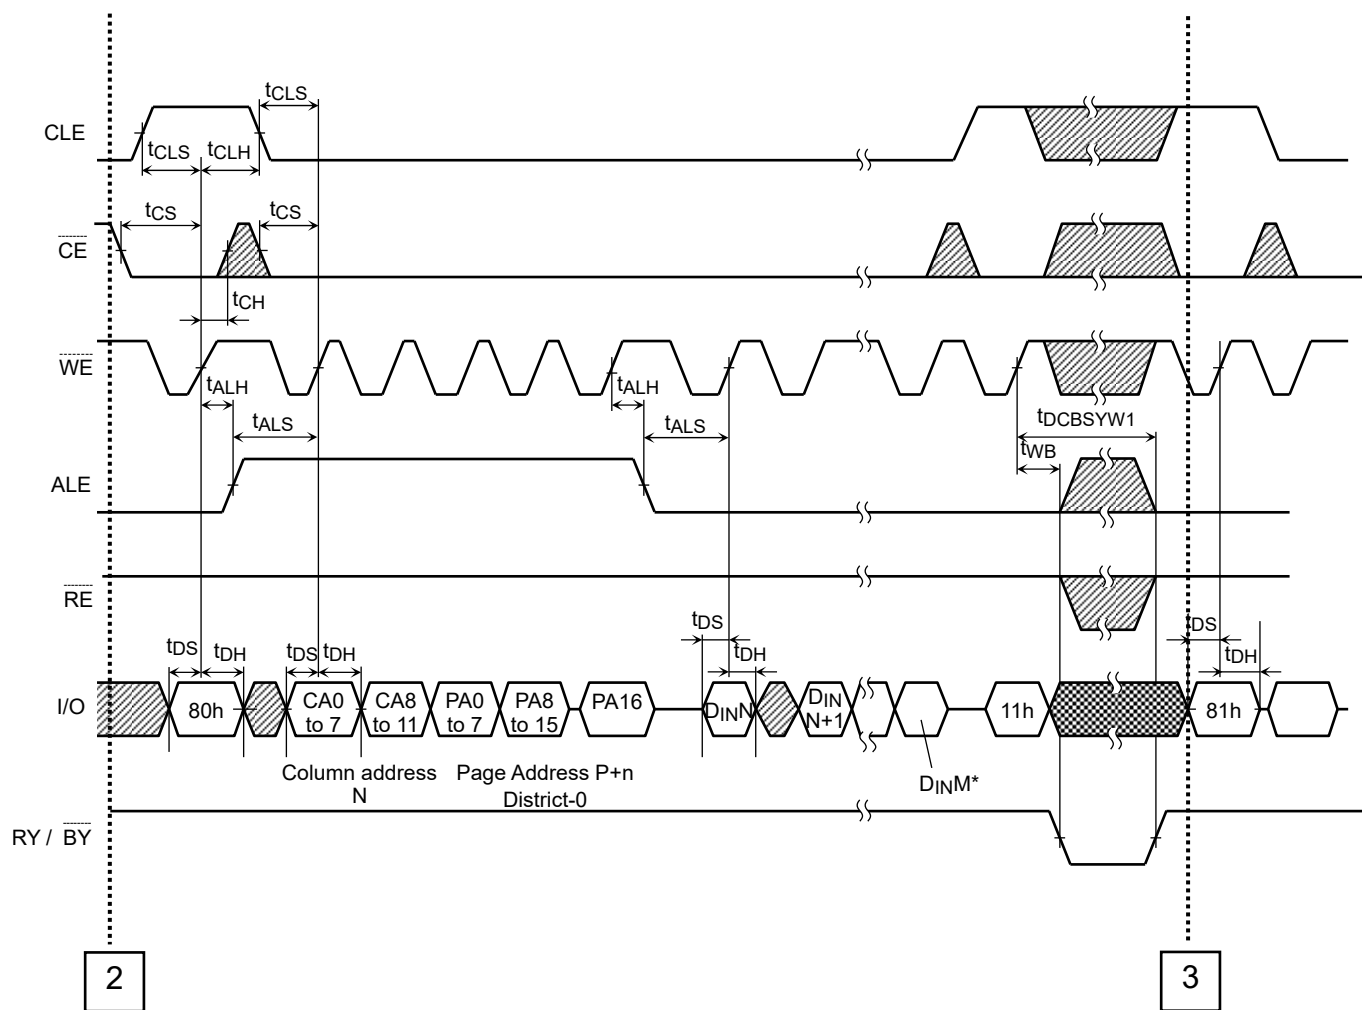 tCLS
CLE
tCLS tCLH
tCS tCS
CE
tCH
WE
tALH tALH
tALS tALS tDCBSYW1
tWB
ALE
RE
tDS tDS
tDS tDH tDS tDH tDH tDH
I/O 80h CA0 to 7 CA8 to 11 PA0 to 7 PA8 to 15 PA16 DINN DIN N+1 11h 81h
Column address N
Page Address P+n
District-0
DINM*
RY / BY
2 3